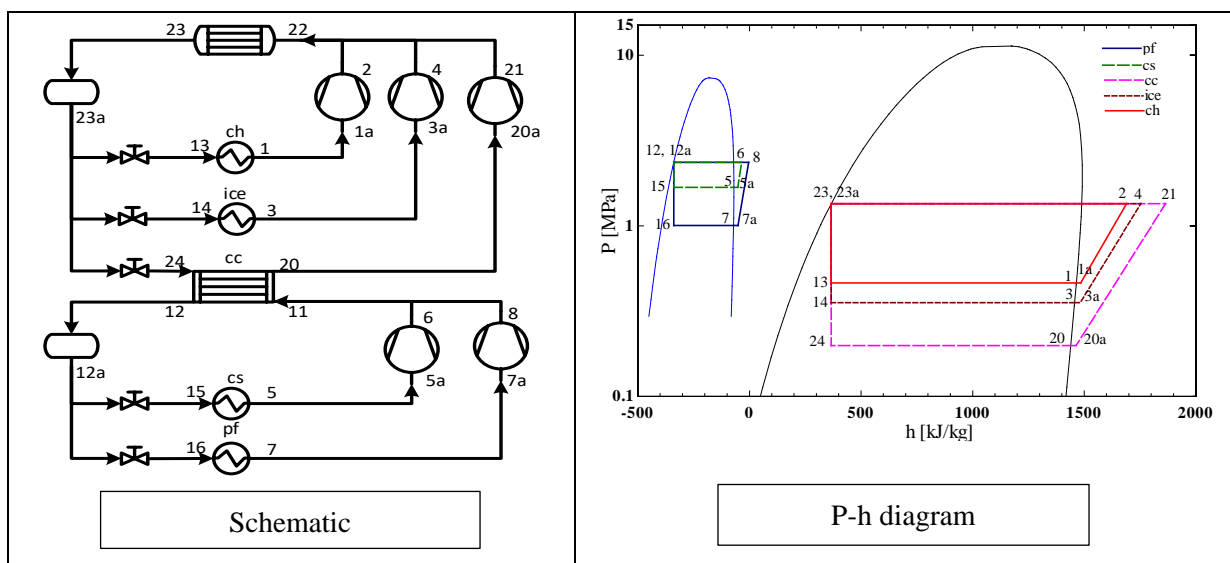 23
22
2
4
21
23a
1a
3a
20a
13
ch
1
14
ice
3
24
cc
20
12
11
6
8
12a
5a
7a
15
cs
5
16
pf
7
Schematic
15
10
pf
cs
cc
ice
ch
12, 12a
6
8
15
5
5a
16
7
7a
23, 23a
2
4
21
1
1a
13
3
3a
14
24
20
20a
1
0.1
P [MPa]
-500
0
500
1000
1500
2000
h [kJ/kg]
P-h diagram